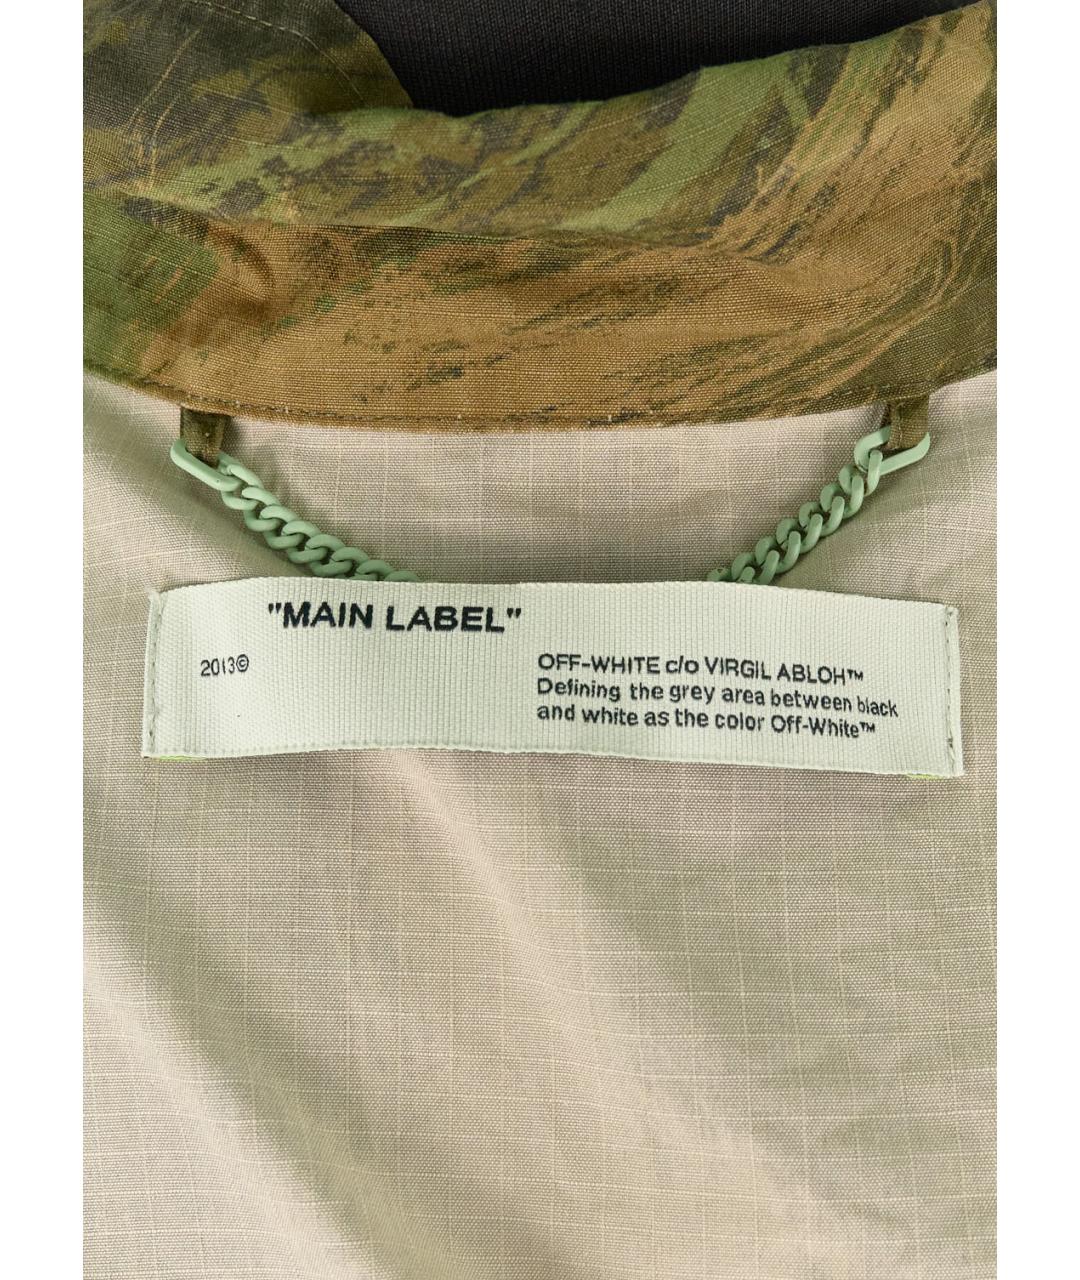 "MAIN LABEL"
2013©
OFF-WHITE c/o VIRGIL ABLOH™
Defining the grey area between black
and white as the color Off-White™